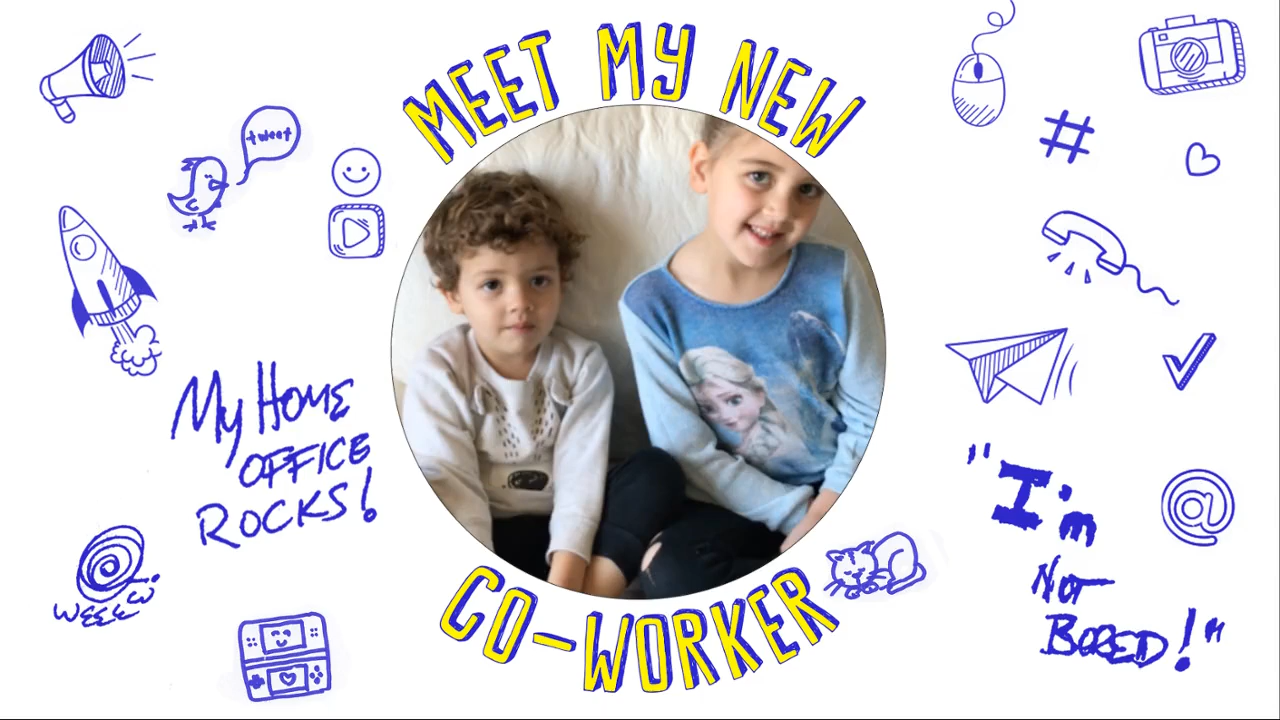 MEET MY NEW
tweet
#
My Home
OFFICE
ROCKS!
"I'm
Not
BORED!"
@
WEEE
CO-WORKER